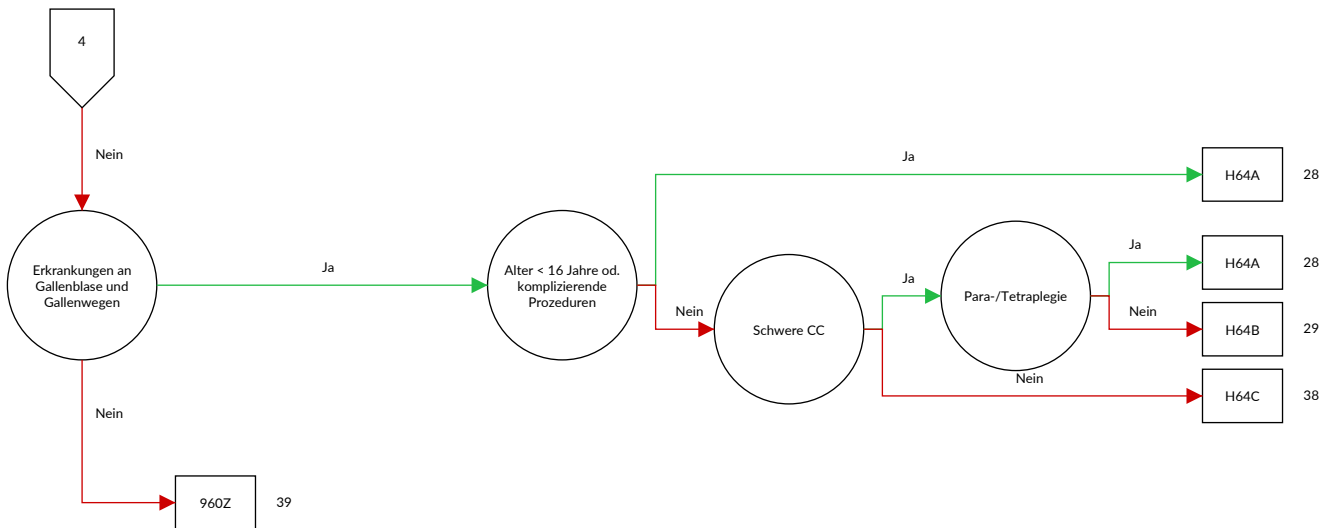 4
Nein
Ja
H64A
28
Erkrankungen an
Gallenblase und
Gallenwegen
Ja
Alter < 16 Jahre od.
komplizierende
Prozeduren
Nein
Schwere CC
Ja
Para-/Tetraplegie
Ja
H64A
28
Nein
H64B
29
Nein
H64C
38
Nein
960Z
39